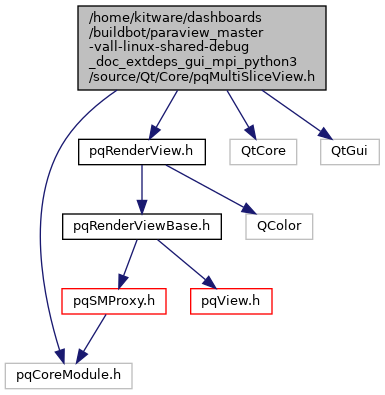 /home/kitware/dashboards
/buildbot/paraview_master
-vall-linux-shared-debug
_doc_extdeps_gui_mpi_python3
/source/Qt/Core/pqMultiSliceView.h
pqRenderView.h
QtCore
QtGui
pqRenderViewBase.h
QColor
pqSMProxy.h
pqView.h
pqCoreModule.h